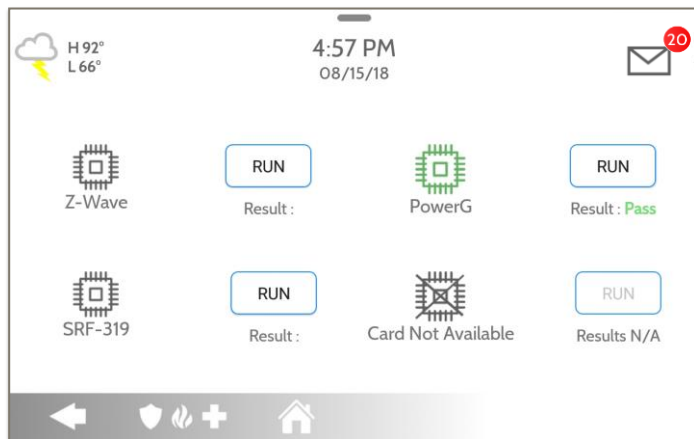 H 92°
L 66°
4:57 PM
08/15/18
20
Z-Wave
RUN
Result :
PowerG
RUN
Result : Pass
SRF-319
RUN
Result :
Card Not Available
RUN
Results N/A